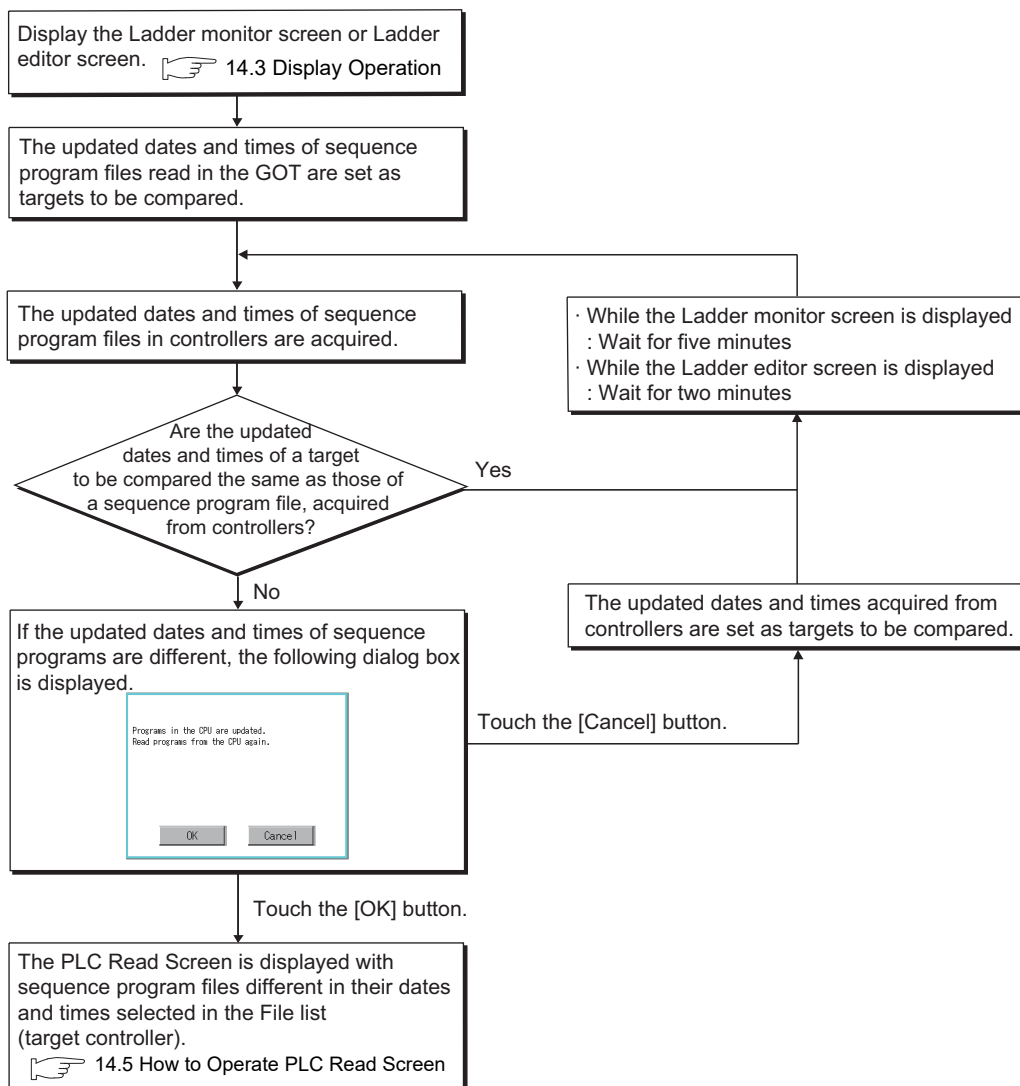 Display the Ladder monitor screen or Ladder
editor screen. 14.3 Display Operation
The updated dates and times of sequence
program files read in the GOT are set as
targets to be compared.
The updated dates and times of sequence
program files in controllers are acquired.
· While the Ladder monitor screen is displayed
: Wait for five minutes
· While the Ladder editor screen is displayed
: Wait for two minutes
Are the updated
dates and times of a target
to be compared the same as those of
a sequence program file, acquired
from controllers?
Yes
No
The updated dates and times acquired from
controllers are set as targets to be compared.
If the updated dates and times of sequence
programs are different, the following dialog box
is displayed.
Programs in the CPU are updated.
Read programs from the CPU again.
OK Cancel
Touch the [Cancel] button.
Touch the [OK] button.
The PLC Read Screen is displayed with
sequence program files different in their dates
and times selected in the File list
(target controller).
14.5 How to Operate PLC Read Screen